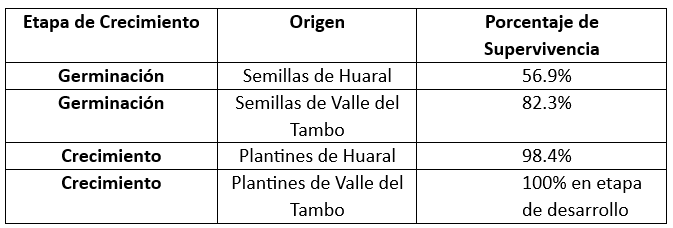 Etapa de Crecimiento Origen Porcentaje de
Supervivencia
Germinación Semillas de Huaral 56.9%
Germinación Semillas de Valle del 82.3%
Tambo
Crecimiento Plantines de Huaral 98.4%
Crecimiento Plantines de Valle del 100% en etapa
Tambo de desarrollo